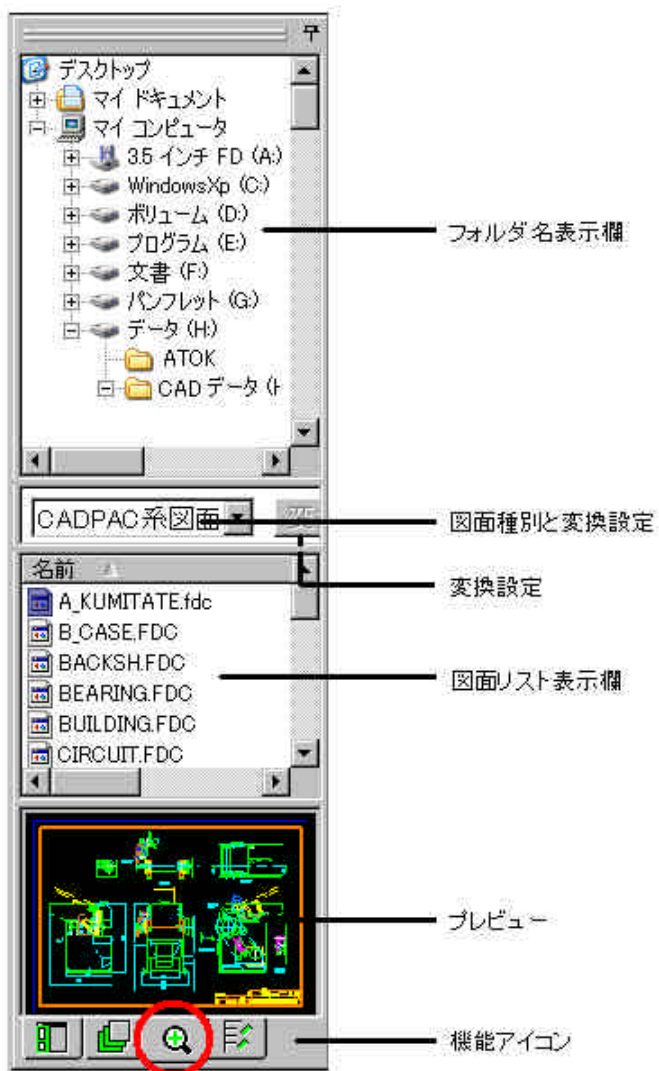 デスクトップ
マイ ドキュメント
マイ コンピュータ
3.5 インチ FD (A:)
WindowsXp (C:)
ボリューム (D:)
プログラム (E:)
文書 (F:)
パンフレット (G:)
データ (H:)
ATOK
CAD データ (H
フォルダ名表示欄
CADPAC系図面
変
図面種別と変換設定
変換設定
名前
A_KUMITATE.fdc
B_CASE.FDC
BACKSH.FDC
BEARING.FDC
BUILDING.FDC
CIRCUIT.FDC
図面リスト表示欄
プレビュー
機能アイコン